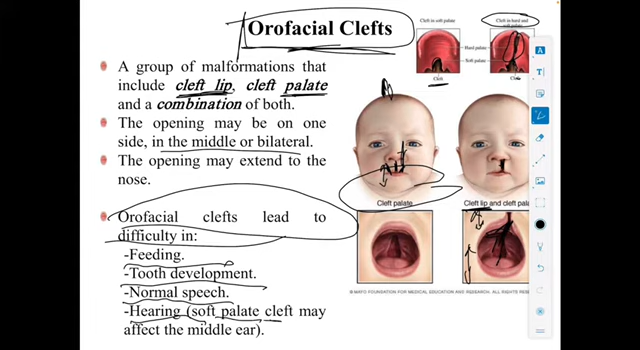 Orofacial Clefts
A group of malformations that
include cleft lip, cleft palate
and a combination of both.
The opening may be on one
side, in the middle or bilateral.
The opening may extend to the
nose.
Orofacial clefts lead to
difficulty in:
-Feeding.
-Tooth development.
-Normal speech.
-Hearing (soft palate cleft may
affect the middle ear).
Cleft in soft palate
Cleft in hard and
soft palate
Hard palate
Soft palate
Cleft
Cleft
Cleft palate
Cleft lip and cleft pala
© MAYO FOUNDATION FOR MEDICAL EDUCATION AND RESEARCH. ALL RIGHTS RE
A
T